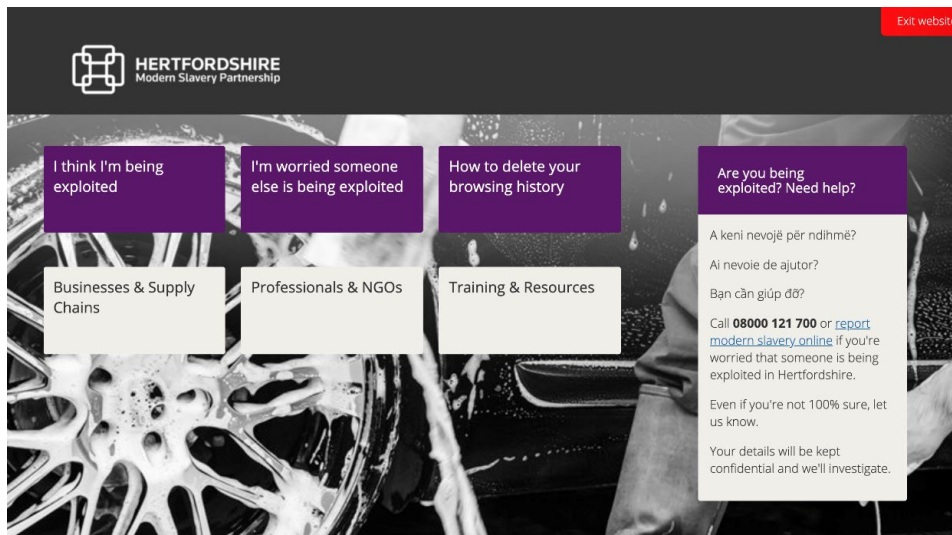 Exit website
HERTFORDSHIRE
Modern Slavery Partnership
I think I'm being
exploited
I'm worried someone
else is being exploited
How to delete your
browsing history
Businesses & Supply
Chains
Professionals & NGOs
Training & Resources
Are you being
exploited? Need help?
A keni nevojë për ndihmë?
Ai nevoie de ajutor?
Bạn cần giúp đỡ?
Call 08000 121 700 or report
modern slavery online if you're
worried that someone is being
exploited in Hertfordshire.
Even if you're not 100% sure, let
us know.
Your details will be kept
confidential and we'll investigate.